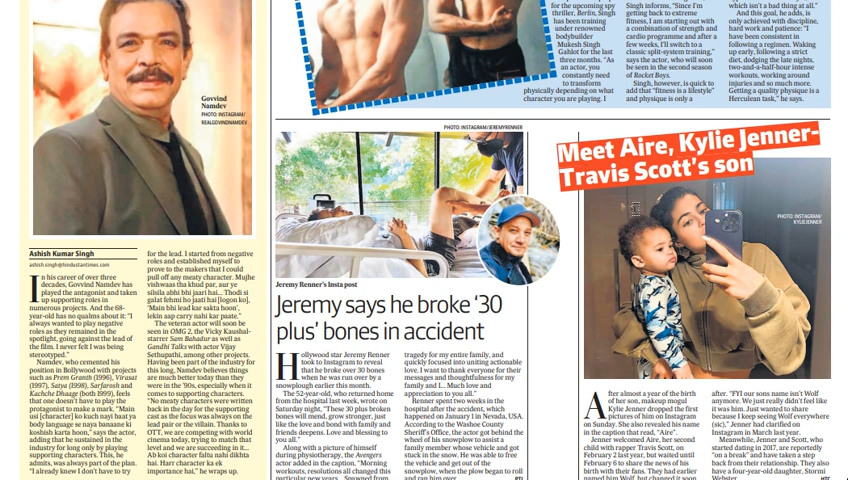 Govvind
Namdev
PHOTO: INSTAGRAM/
REALGOVINDNAMDEV
Ashish Kumar Singh
ashish.singh@hindustantimes.com
In his career of over three
decades, Govvind Namdev has
played the antagonist and taken
up supporting roles in
numerous projects. And the 68-
year-old has no qualms about it: "I
always wanted to play negative
roles as they remained in the
spotlight, going against the lead of
the film. I never felt I was being
stereotyped."
Namdev, who cemented his
position in Bollywood with projects
such as Prem Granth (1996), Virasat
(1997), Satya (1998), Sarfarosh and
Kachche Dhaage (both 1999), feels
that one doesn't have to play the
protagonist to make a mark. "Main
usi [character] ko kuch nayi baat ya
body language se naya banaane ki
koshish karta hoon," says the actor,
adding that he sustained in the
industry for long only by playing
supporting characters. This, he
admits, was always part of the plan.
"I already knew I don't have to try
for the lead. I started from negative
roles and established myself to
prove to the makers that I could
pull off any meaty character. Mujhe
vishwaas tha khud par, aur ye
silsila abhi bhi jaari hai... Thodi si
galat fehmi ho jaati hai [logon ko],
'Main bhi lead kar sakta hoon',
lekin aap carry nahi kar paate."
The veteran actor will soon be
seen in OMG 2, the Vicky Kaushal-
starrer Sam Bahadur as well as
Gandhi Talks with actor Vijay
Sethupathi, among other projects.
Having been part of the industry for
this long, Namdev believes things
are much better today than they
were in the '90s, especially when it
comes to supporting characters.
"No meaty characters were written
back in the day for the supporting
cast as the focus was always on the
lead pair or the villain. Thanks to
OTT, we are competing with world
cinema today, trying to match that
level and we are succeeding in it...
Ab koi character faltu nahi dikhta
hai. Harr character ka ek
importance hai," he wraps up.
for the upcoming spy
thriller, Berlin, Singh
has been training
under renowned
bodybuilder
Mukesh Singh
Gahlot for the last
three months. "As
an actor, you
constantly need
to transform
physically depending on what
character you are playing. I
Singh informs, "Since I'm
getting back to extreme
fitness, I am starting out with
a combination of strength and
cardio programme and after a
few weeks, I'll switch to a
classic split-system training,"
says the actor, who will soon
be seen in the second season
of Rocket Boys.
Singh, however, is quick to
add that "fitness is a lifestyle"
and physique is only a
which isn't a bad thing at all."
And this goal, he adds, is
only achieved with discipline,
hard work and patience: "I
have been consistent in
following a regimen. Waking
up early, following a strict
diet, dodging the late nights,
two-and-a-half-hour intense
workouts, working around
injuries and so much more.
Getting a quality physique is a
Herculean task," he says.
PHOTO: INSTAGRAM/JEREMYRENNER
Jeremy Renner's Insta post
Jeremy says he broke '30
plus' bones in accident
Hollywood star Jeremy Renner
took to Instagram to reveal
that he broke over 30 bones
when he was run over by a
snowplough earlier this month.
The 52-year-old, who returned home
from the hospital last week, wrote on
Saturday night, "These 30 plus broken
bones will mend, grow stronger, just
like the love and bond with family and
friends deepens. Love and blessing to
you all."
Along with a picture of himself
during physiotherapy, the Avengers
actor added in the caption, "Morning
workouts, resolutions all changed this
particular new years. Spawned from
tragedy for my entire family, and
quickly focused into uniting actionable
love. I want to thank everyone for their
messages and thoughtfulness for my
family and I... Much love and
appreciation to you all."
Renner spent two weeks in the
hospital after the accident, which
happened on January 1 in Nevada, USA.
According to the Washoe County
Sheriff's Office, the actor got behind the
wheel of his snowplow to assist a
family member whose vehicle and got
stuck in the snow. He was able to free
the vehicle and get out of the
snowplow, when the plow began to roll
and ran him over.
PTI
Meet Aire, Kylie Jenner-
Travis Scott's son
PHOTO: INSTAGRAM/
KYLIEJENNER
After almost a year of the birth
of her son, makeup mogul
Kylie Jenner dropped the first
pictures of him on Instagram
on Sunday. She also revealed his
name in the caption that read, "Aire".
Jenner welcomed Aire, her second
child with rapper Travis Scott, on
February 2 last year, but waited until
February 6 to share the news of his
birth with their fans. They had earlier
named him Wolf, but changed it soon
after. "FYI our sons name isn't Wolf
anymore. We just really didn't feel like
it was him. Just wanted to share
because I keep seeing Wolf everywhere
(sic)," Jenner had clarified on
Instagram in March last year.
Meanwhile, Jenner and Scott, who
started dating in 2017, are reportedly
"on a break" and have taken a step
back from their relationship. They also
have a four-year-old daughter, Stormi
Webster.
HTC